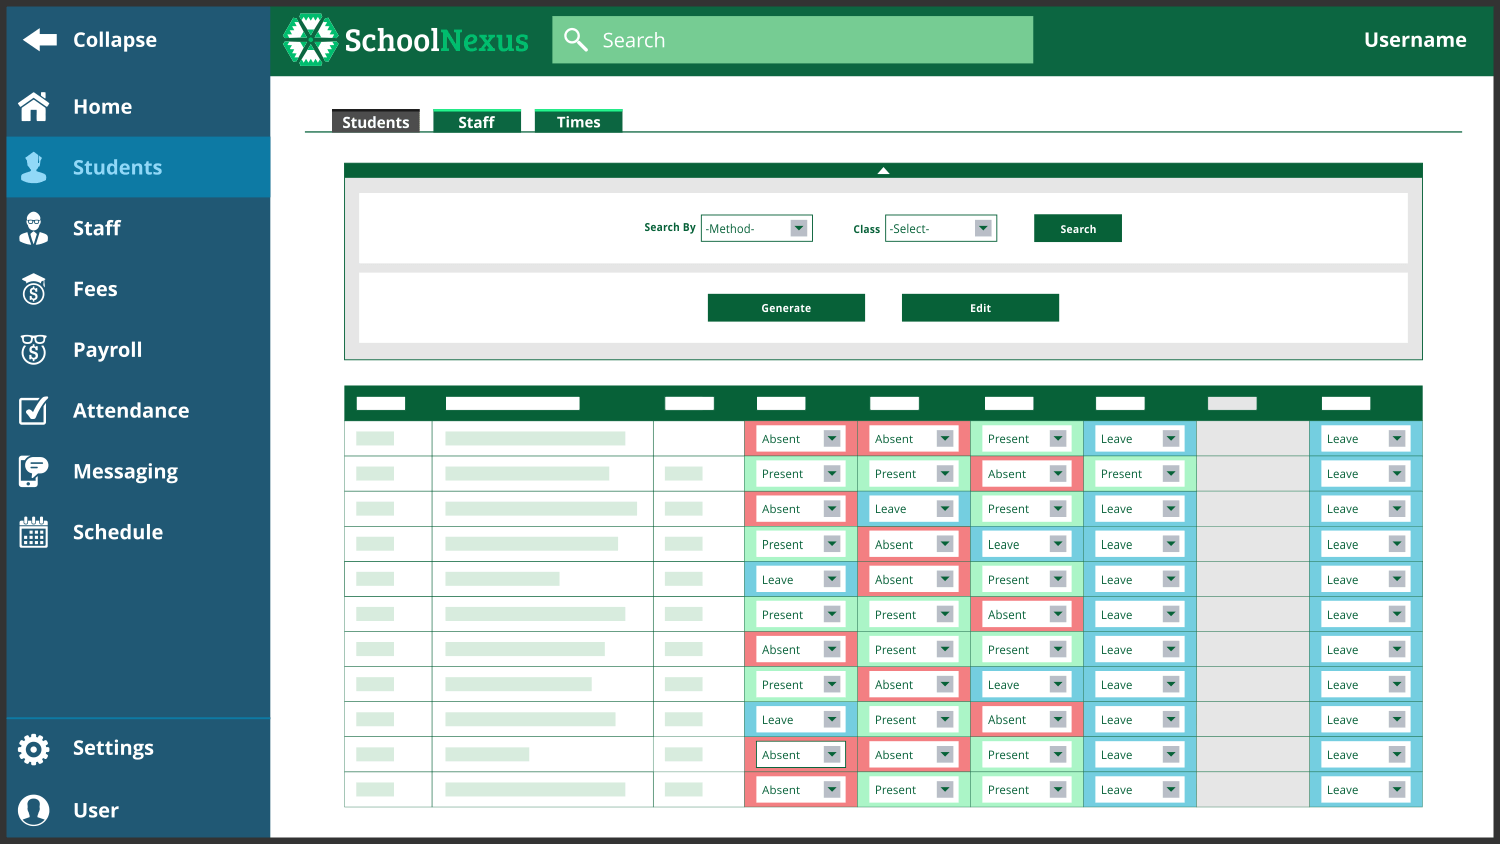 Collapse
SchoolNexus
Search
Username
Home
Students
Staff
Fees
Payroll
Attendance
Messaging
Schedule
Settings
User
Students Staff Times
Search By -Method- Class -Select- Search
Generate Edit
Absent Absent Present Leave Leave
Present Present Absent Present Leave
Absent Leave Present Leave Leave
Present Absent Leave Leave Leave
Leave Absent Present Leave Leave
Present Present Absent Leave Leave
Absent Present Present Leave Leave
Present Absent Leave Leave Leave
Leave Present Absent Leave Leave
Absent Absent Present Leave Leave
Absent Present Present Leave Leave